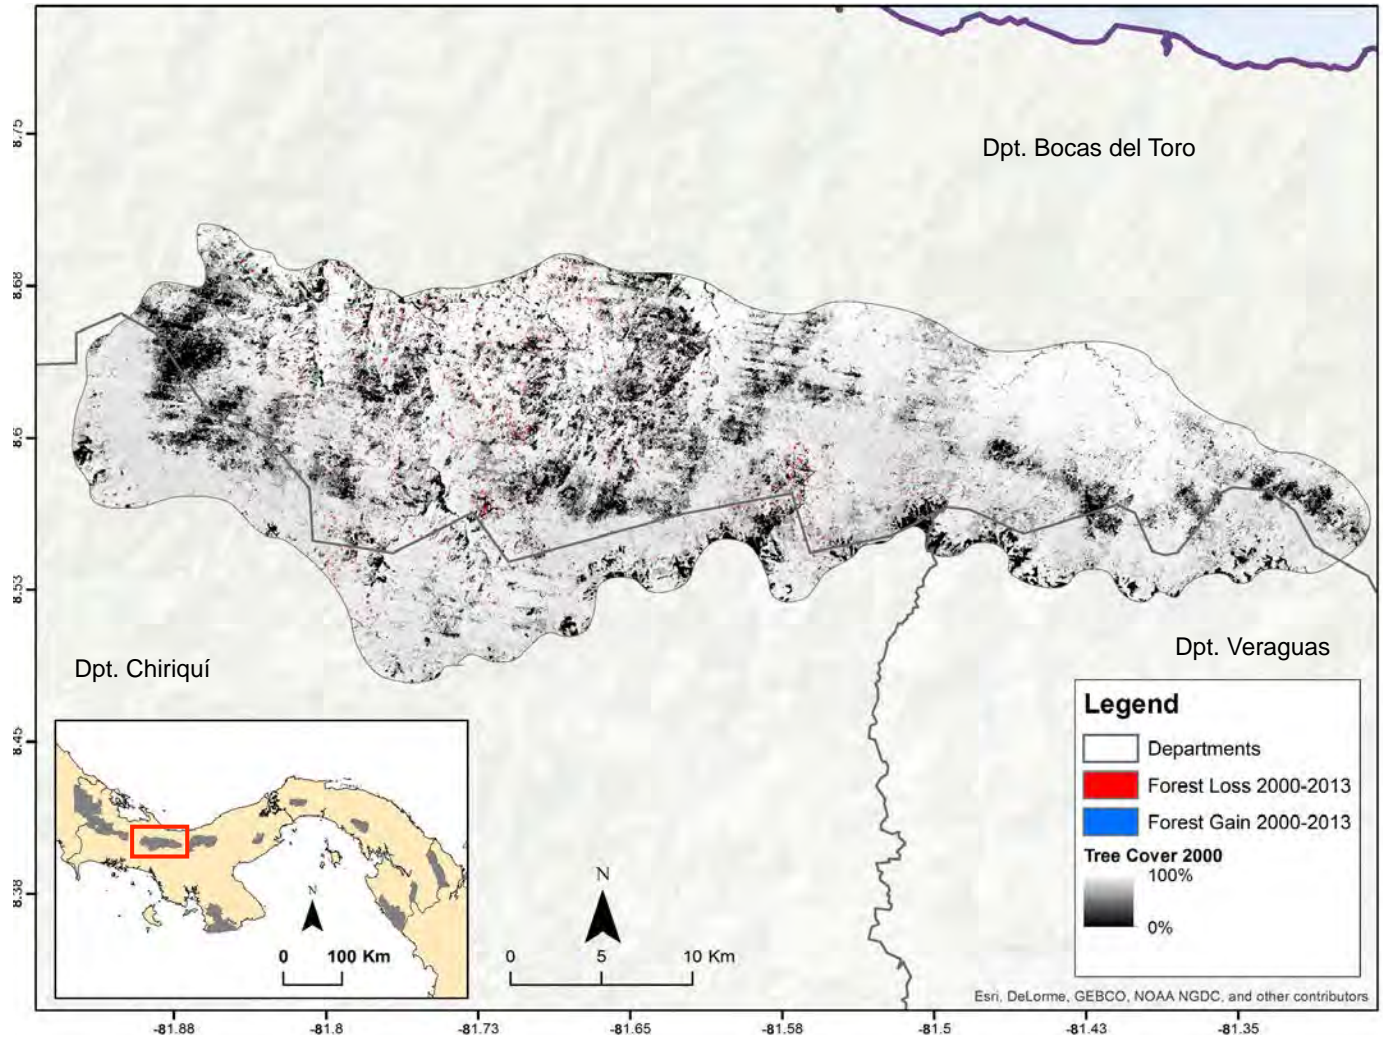 Dpt. Bocas del Toro
8.75
8.68
8.6
8.53
8.45
8.38
Dpt. Chiriquí
Dpt. Veraguas
Legend
Departments
Forest Loss 2000-2013
Forest Gain 2000-2013
Tree Cover 2000
100%
0%
N
0 100 Km
N
0 5 10 Km
Esri, DeLorme, GEBCO, NOAA NGDC, and other contributors
-81.88 -81.8 -81.73 -81.65 -81.58 -81.5 -81.43 -81.35